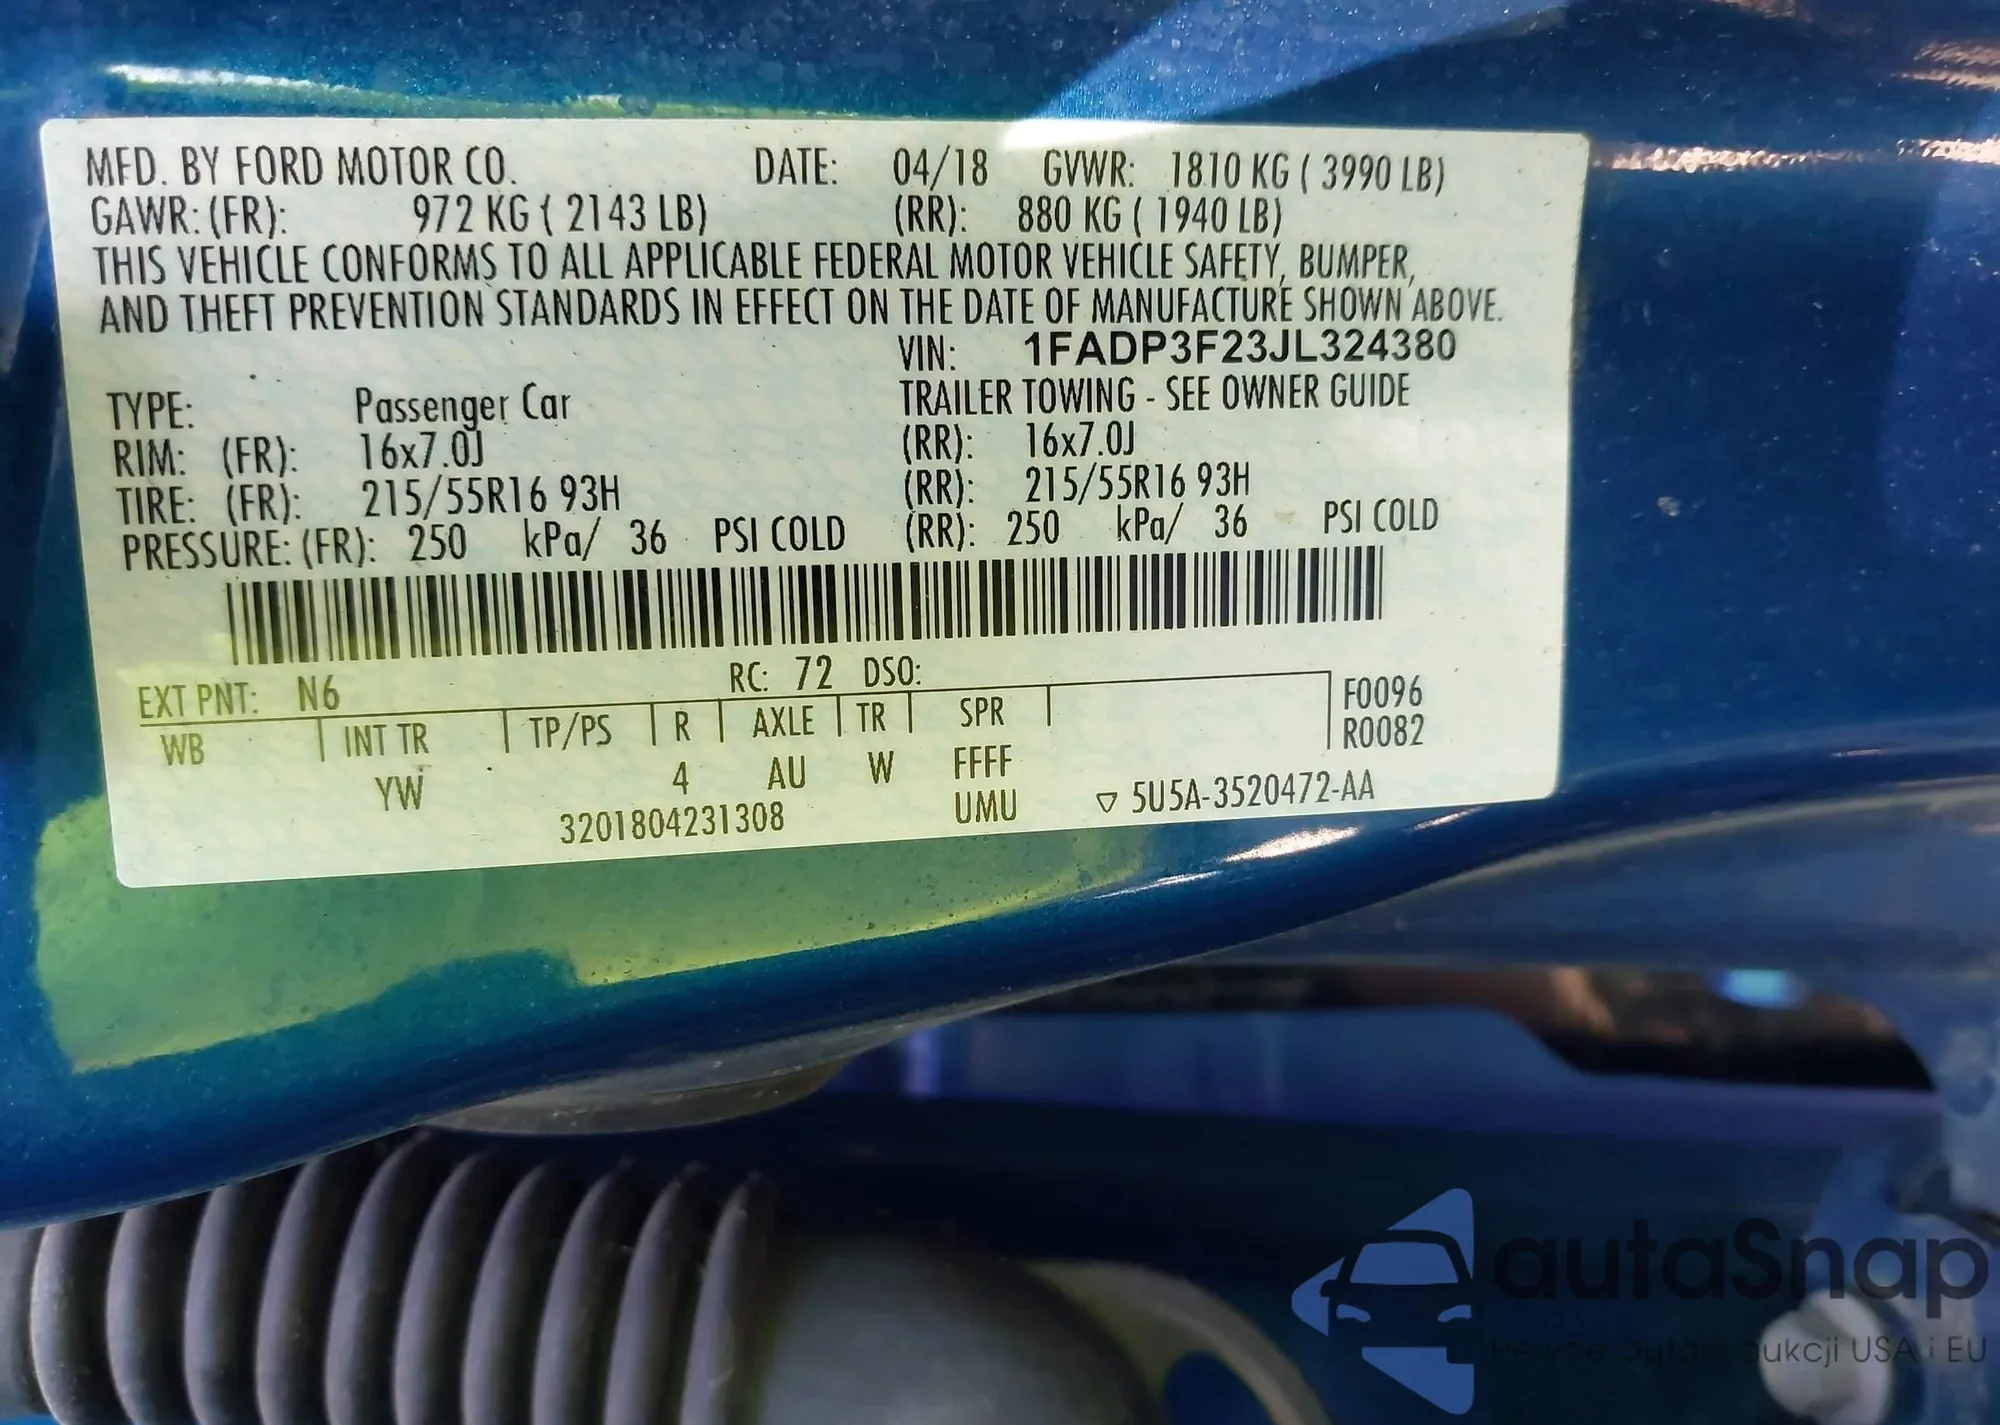 MFD. BY FORD MOTOR CO. DATE: 04/18 GVWR: 1810 KG ( 3990 LB)
GAWR: (FR): 972 KG ( 2143 LB) (RR): 880 KG ( 1940 LB)
THIS VEHICLE CONFORMS TO ALL APPLICABLE FEDERAL MOTOR VEHICLE SAFETY, BUMPER,
AND THEFT PREVENTION STANDARDS IN EFFECT ON THE DATE OF MANUFACTURE SHOWN ABOVE.
VIN: 1FADP3F23JL324380
TYPE: Passenger Car TRAILER TOWING - SEE OWNER GUIDE
RIM: (FR): 16x7.0J (RR): 16x7.0J
TIRE: (FR): 215/55R16 93H (RR): 215/55R16 93H
PRESSURE: (FR): 250 kPa/ 36 PSI COLD (RR): 250 kPa/ 36 PSI COLD
EXT PNT: N6 RC: 72 DSO:
WB INT TR TP/PS R AXLE TR SPR F0096
R0082
YW 4 AU W FFFF
3201804231308 UMU ▽ 5U5A-3520472-AA
autaSnap
aukcji USA i EU